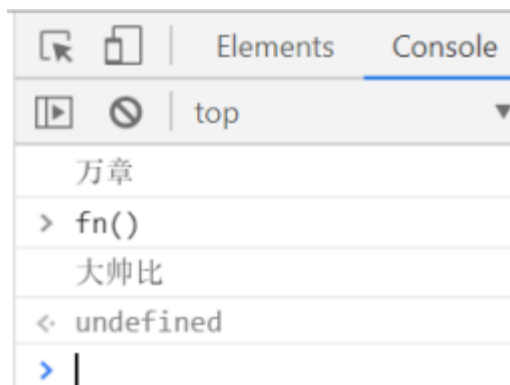 Elements Console
top
万章
> fn()
大帅比
undefined
>